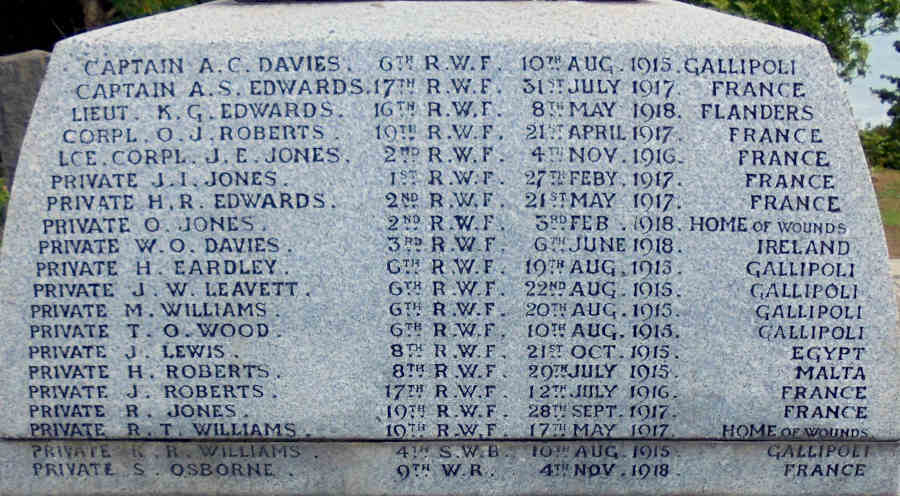 CAPTAIN A.C. DAVIES. 6TH R.W.F. 10TH AUG. 1915. GALLIPOLI
CAPTAIN A.S. EDWARDS. 17TH R.W.F. 31ST JULY 1917. FRANCE
LIEUT. K.G. EDWARDS. 16TH R.W.F. 8TH MAY 1918. FLANDERS
CORPL. O.J. ROBERTS. 19TH R.W.F. 21ST APRIL 1917. FRANCE
LCE. CORPL. J.E. JONES. 2ND R.W.F. 4TH NOV. 1916. FRANCE
PRIVATE J.I. JONES. 1ST R.W.F. 27TH FEBY. 1917. FRANCE
PRIVATE H.R. EDWARDS. 2ND R.W.F. 21ST MAY 1917. FRANCE
PRIVATE O. JONES. 2ND R.W.F. 3RD FEB. 1918. HOME OF WOUNDS
PRIVATE W.O. DAVIES. 3RD R.W.F. 6TH JUNE 1918. IRELAND
PRIVATE H. EARDLEY. 6TH R.W.F. 19TH AUG. 1915. GALLIPOLI
PRIVATE J.W. LEAVETT. 6TH R.W.F. 22ND AUG. 1915. GALLIPOLI
PRIVATE M. WILLIAMS. 6TH R.W.F. 20TH AUG. 1915. GALLIPOLI
PRIVATE T.O. WOOD. 6TH R.W.F. 10TH AUG. 1915. GALLIPOLI
PRIVATE J. LEWIS. 8TH R.W.F. 21ST OCT. 1915. EGYPT
PRIVATE H. ROBERTS. 8TH R.W.F. 29TH JULY 1915. MALTA
PRIVATE J. ROBERTS. 17TH R.W.F. 12TH JULY 1916. FRANCE
PRIVATE R. JONES. 19TH R.W.F. 28TH SEPT. 1917. FRANCE
PRIVATE R.T. WILLIAMS. 19TH R.W.F. 17TH MAY 1917. HOME OF WOUNDS.
PRIVATE R. WILLIAMS. 4TH S.W.B. 10TH AUG. 1915. GALLIPOLI
PRIVATE S. OSBORNE. 9TH W.R. 4TH NOV. 1918. FRANCE